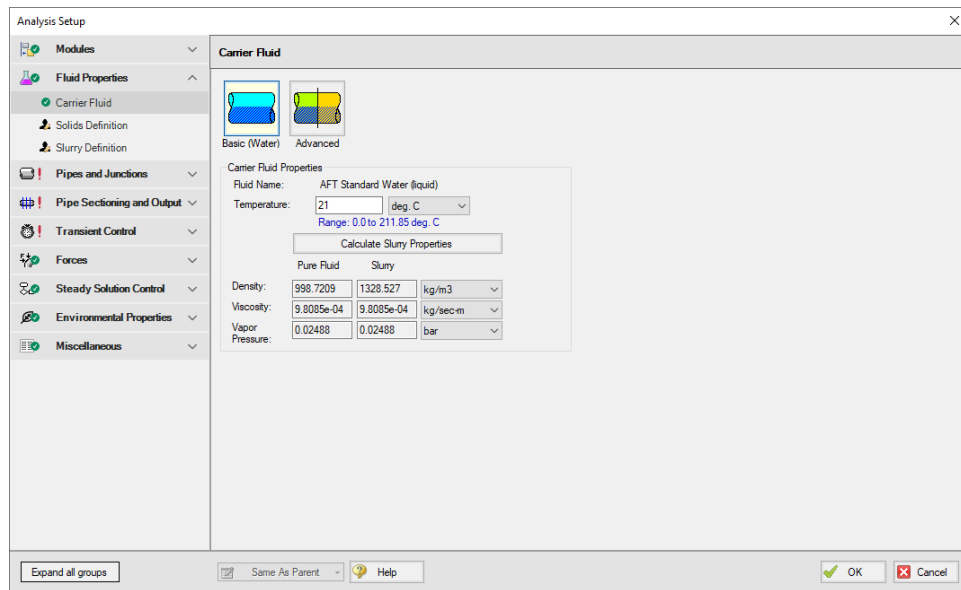 Analysis Setup
Modules
Fluid Properties
Carrier Fluid
Solids Definition
Slurry Definition
Pipes and Junctions
Pipe Sectioning and Output
Transient Control
Forces
Steady Solution Control
Environmental Properties
Miscellaneous
Expand all groups
Carrier Fluid
Basic (Water) Advanced
Carrier Fluid Properties
Fluid Name: AFT Standard Water (liquid)
Temperature: 21 deg. C
Range: 0.0 to 211.85 deg. C
Calculate Slurry Properties
Pure Fluid Slurry
Density: 998.7209 1328.527 kg/m3
Viscosity: 9.8085e-04 9.8085e-04 kg/sec-m
Vapor
Pressure: 0.02488 0.02488 bar
Same As Parent Help OK Cancel